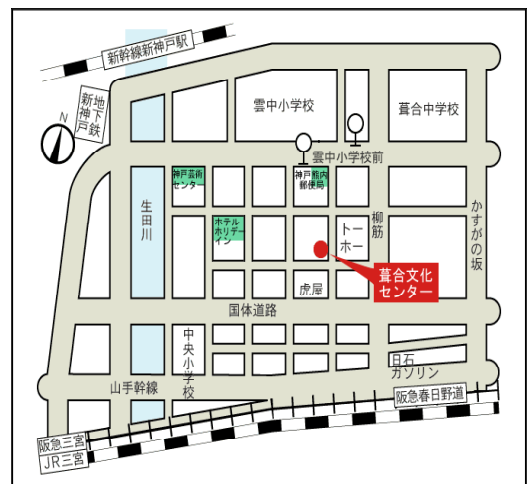 新幹線新神戸駅
地下鉄
新神戸
N
雲中小学校
葺合中学校
雲中小学校前
神戸芸術
センター
神戸熊内
郵便局
生田川
ホテル
ホリデー
イン
トー
ホー
柳筋
かすがの坂
葺合文化
センター
虎屋
国体道路
中央小学校
日石
ガソリン
山手幹線
阪急春日野道
阪急三宮
JR三宮